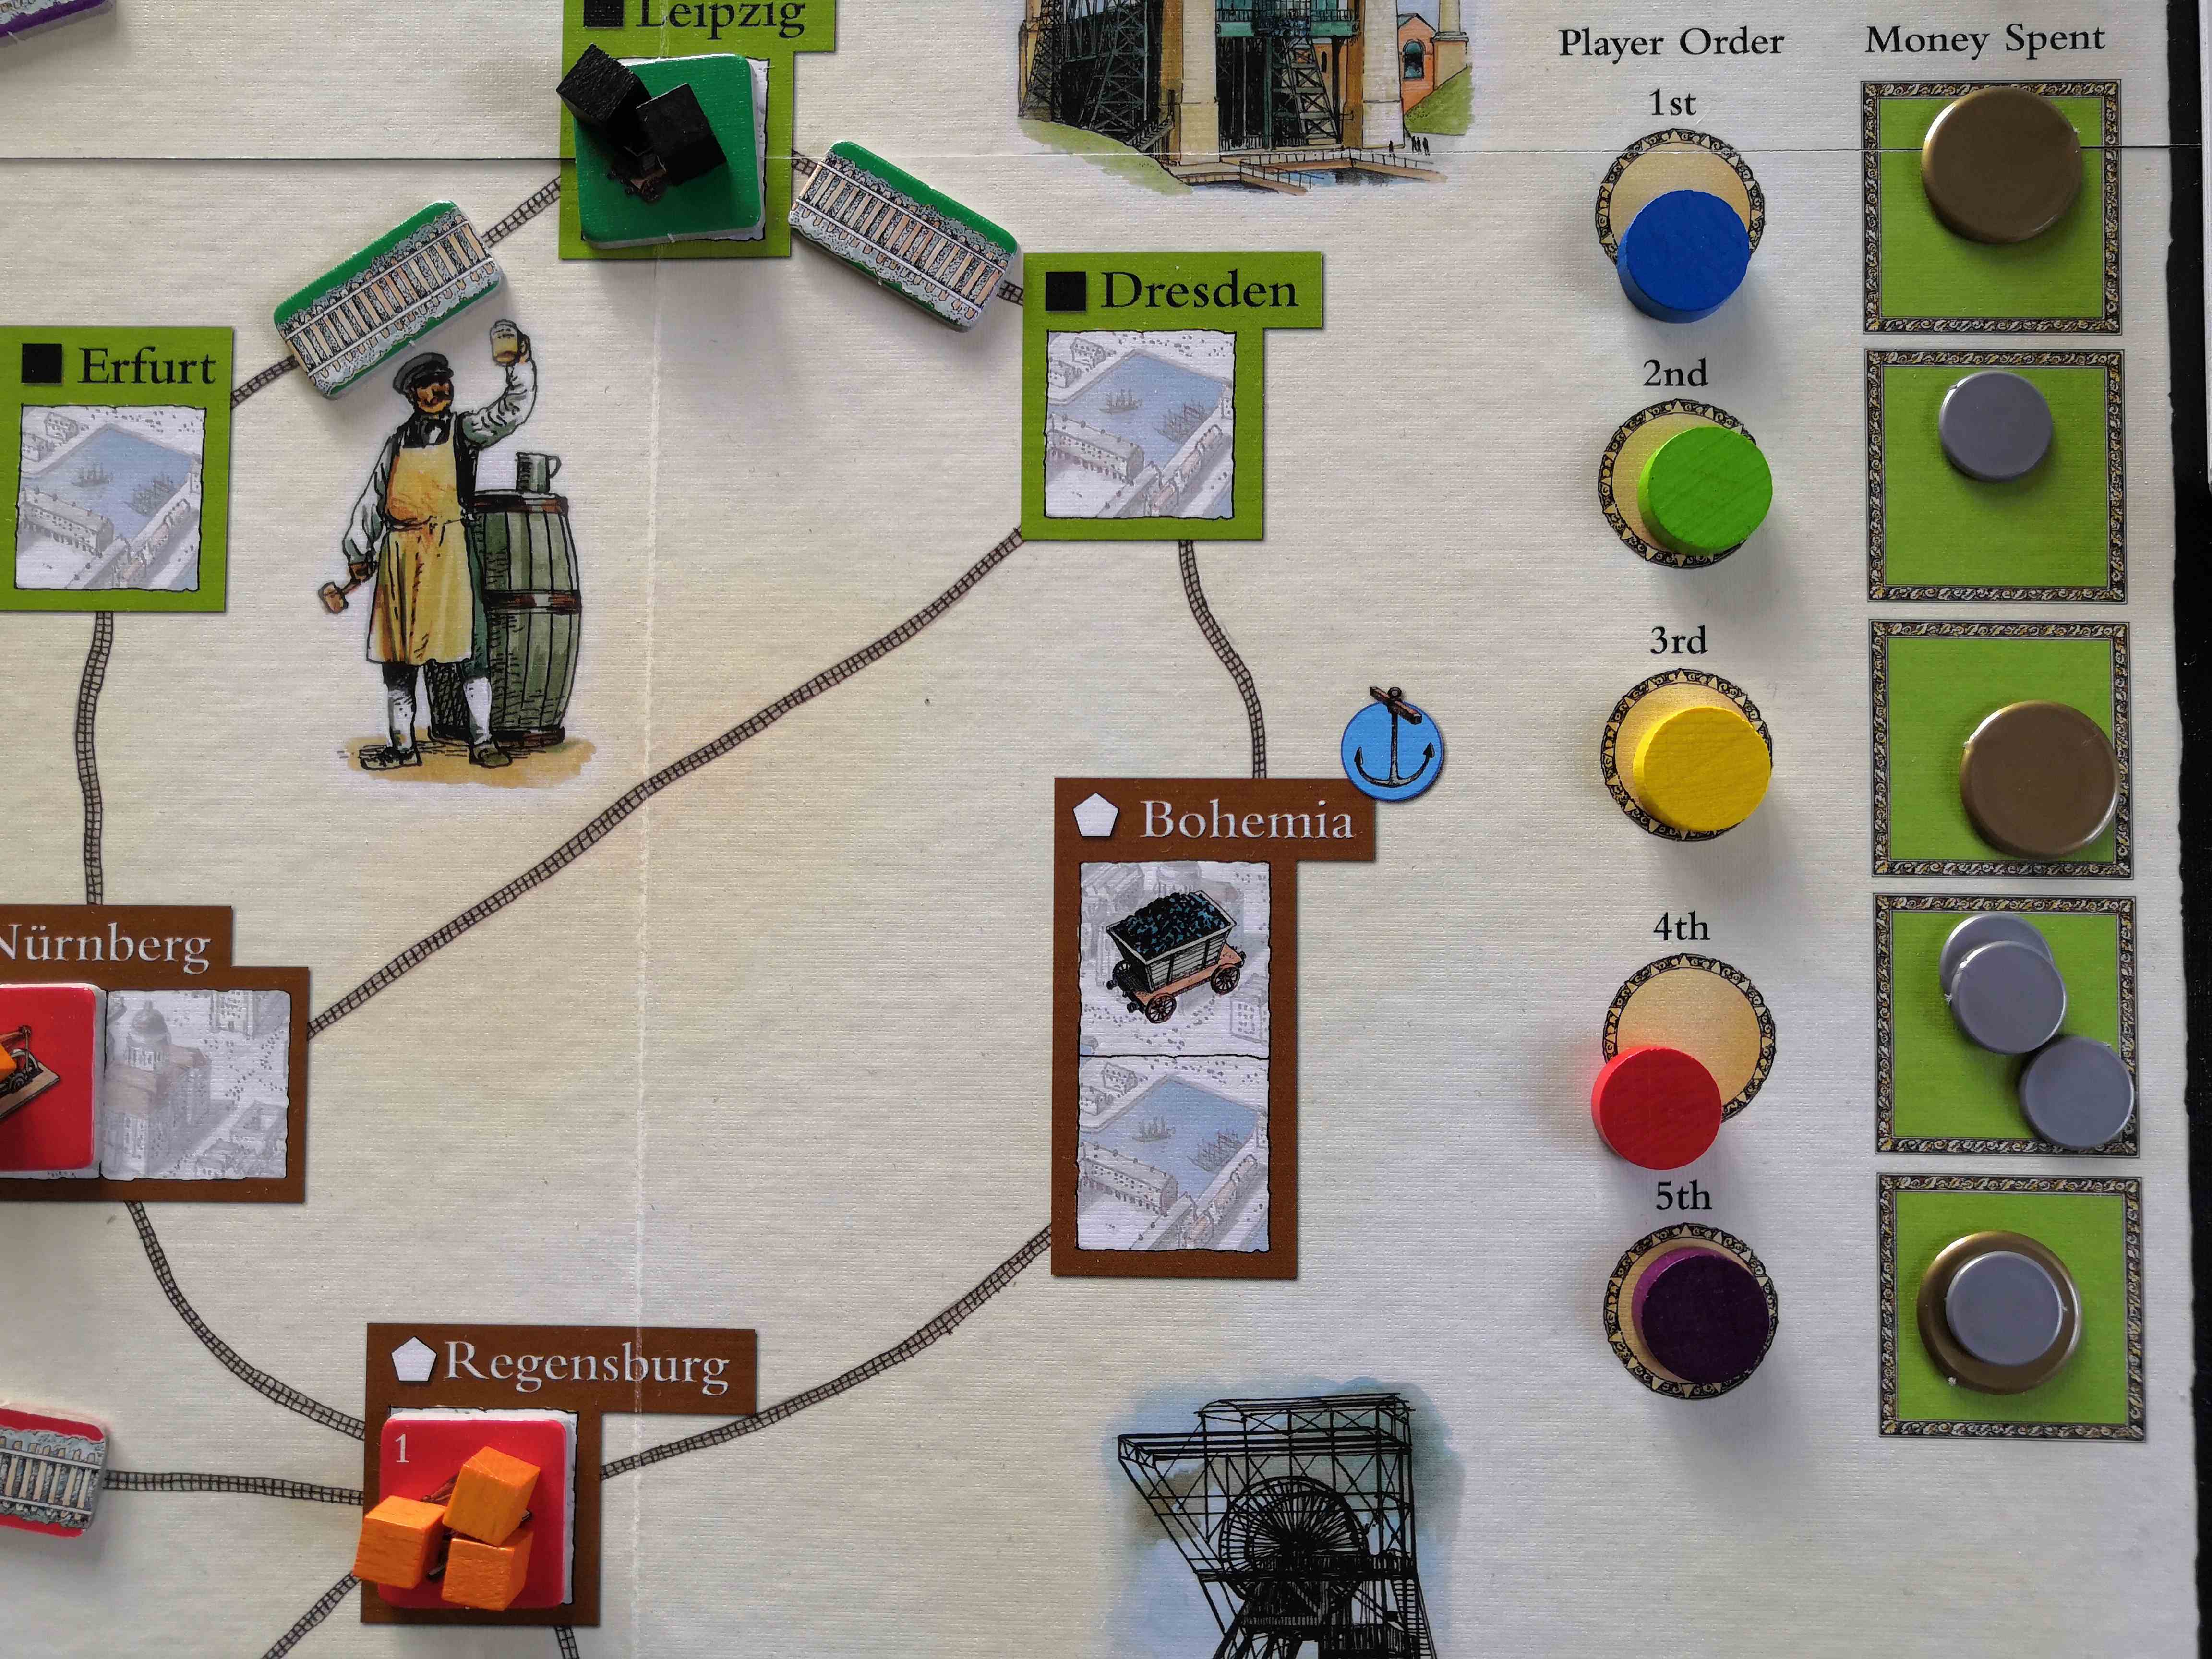 Leipzig
Player Order
Money Spent
1st
Dresden
Erfurt
2nd
3rd
Bohemia
4th
Nürnberg
5th
Regensburg
1